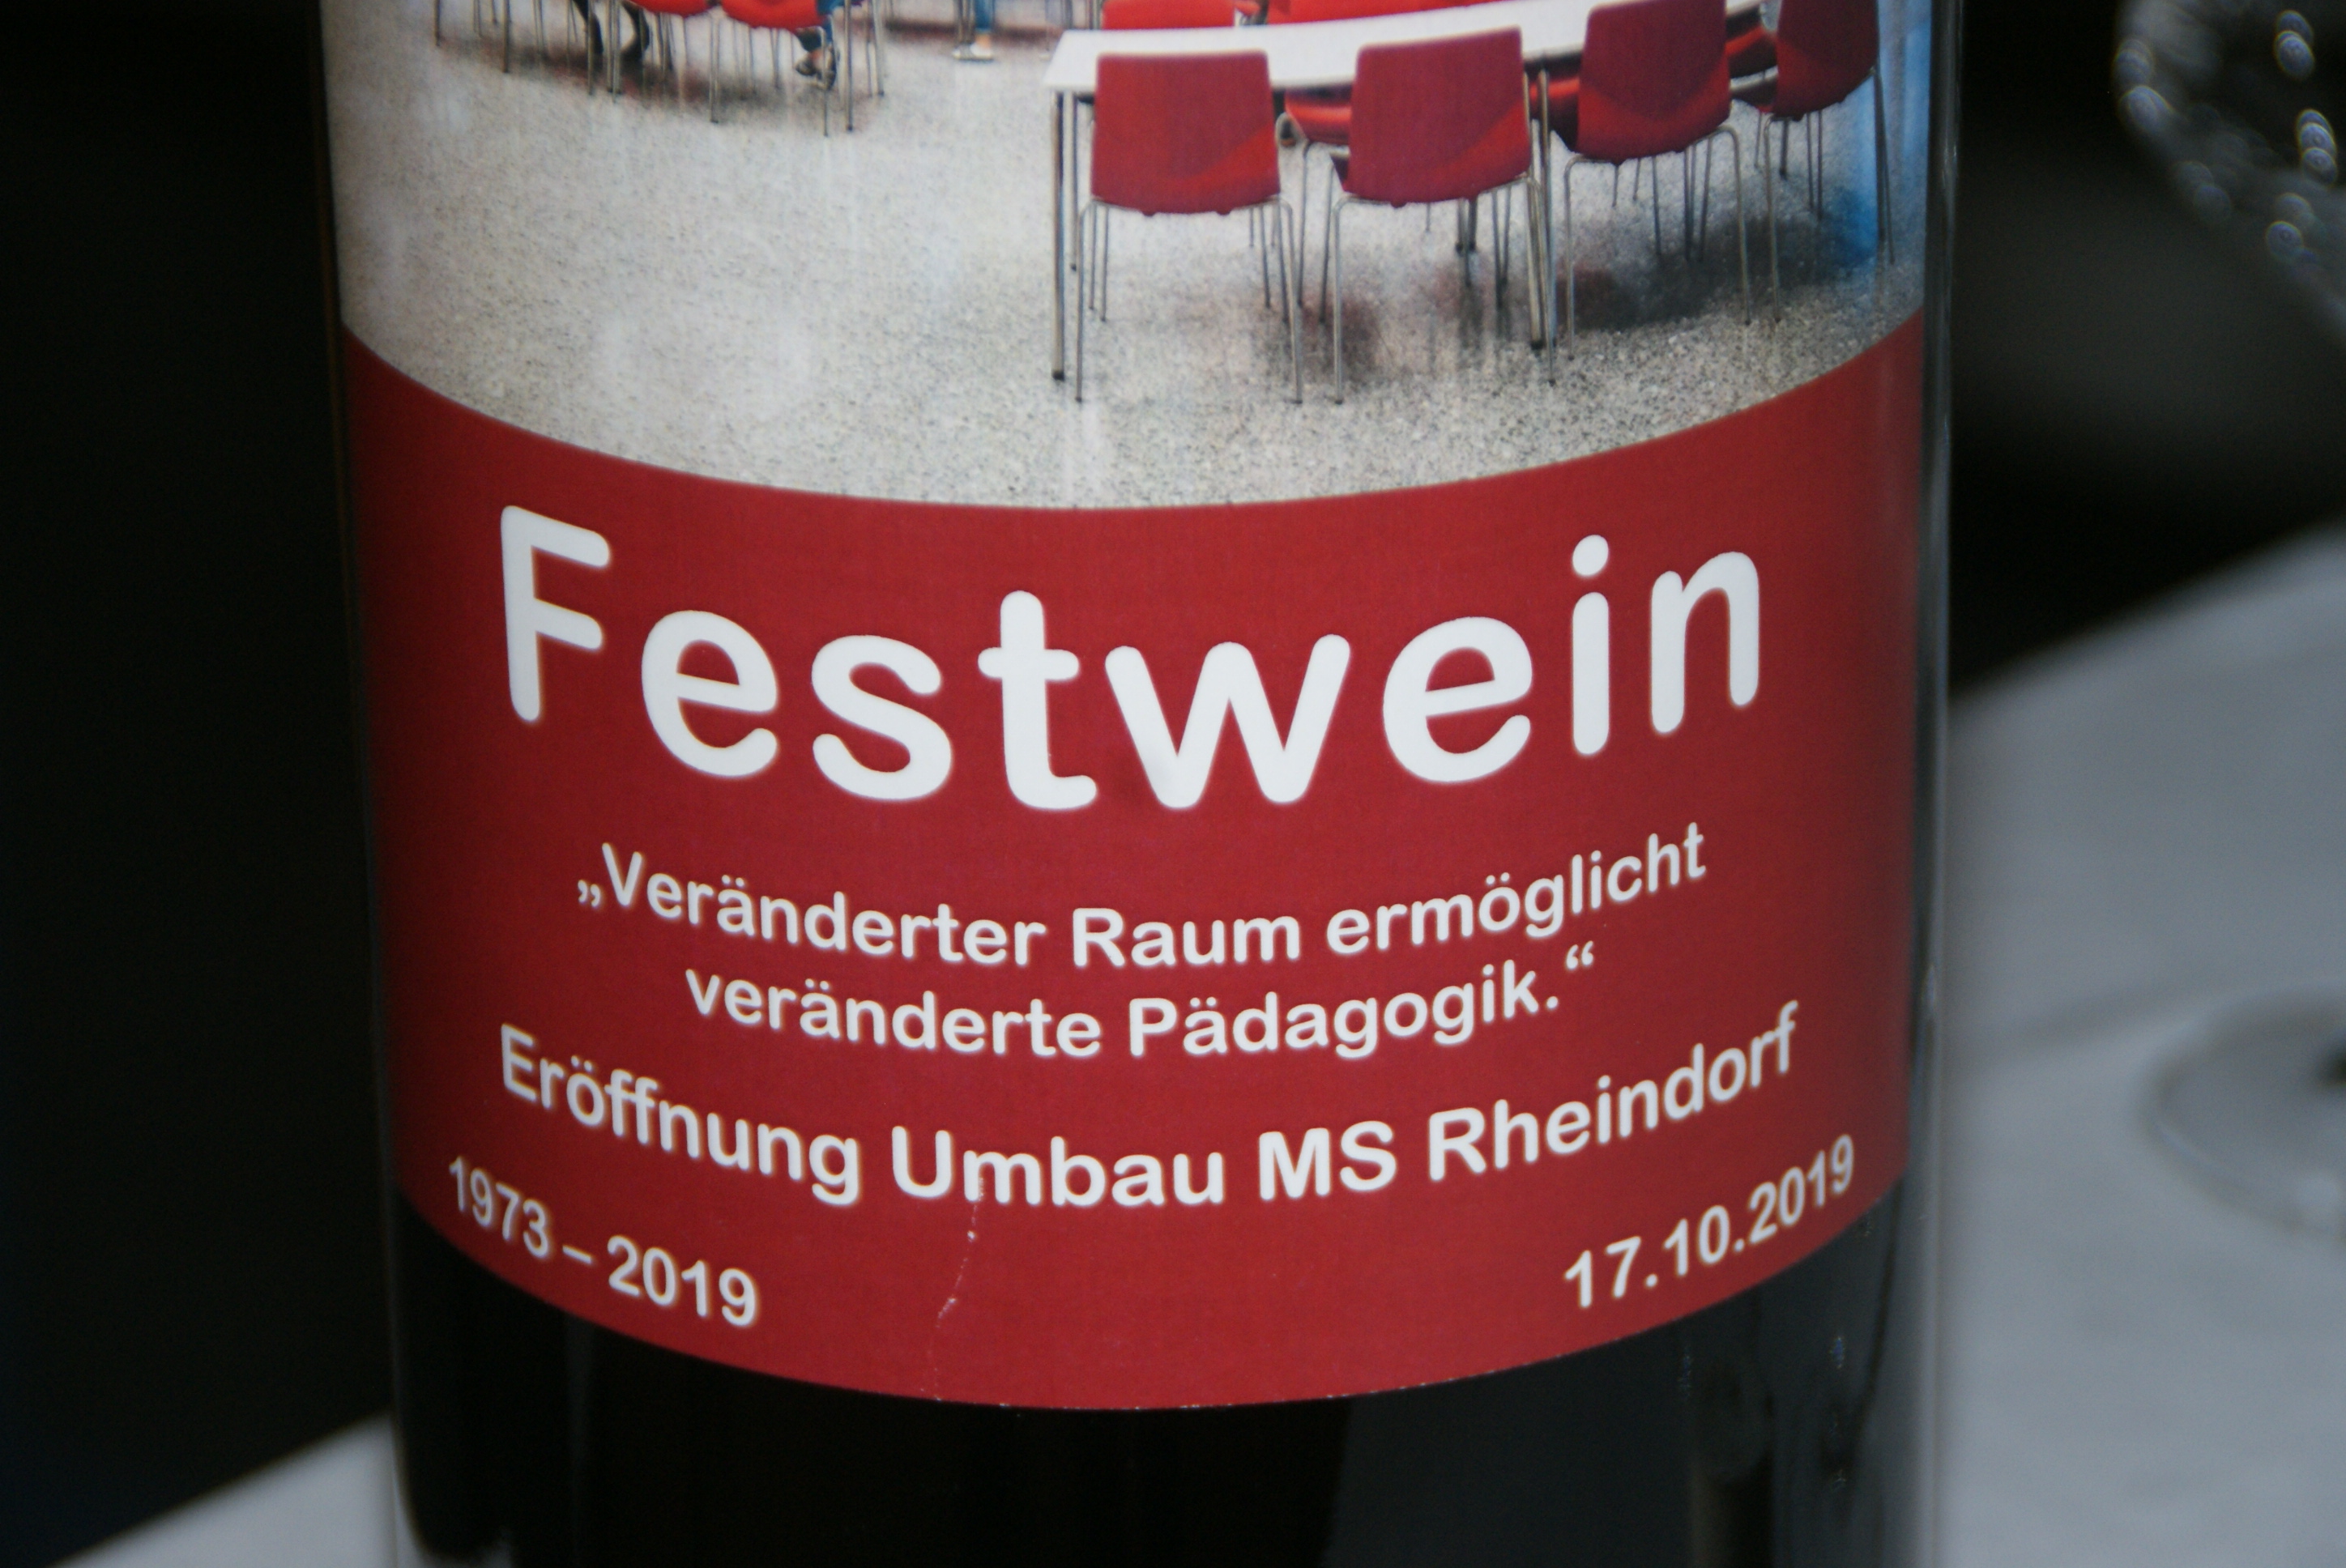 Festwein
„Veränderter Raum ermöglicht
veränderte Pädagogik.“
Eröffnung Umbau MS Rheindorf
1973 – 2019
17.10.2019